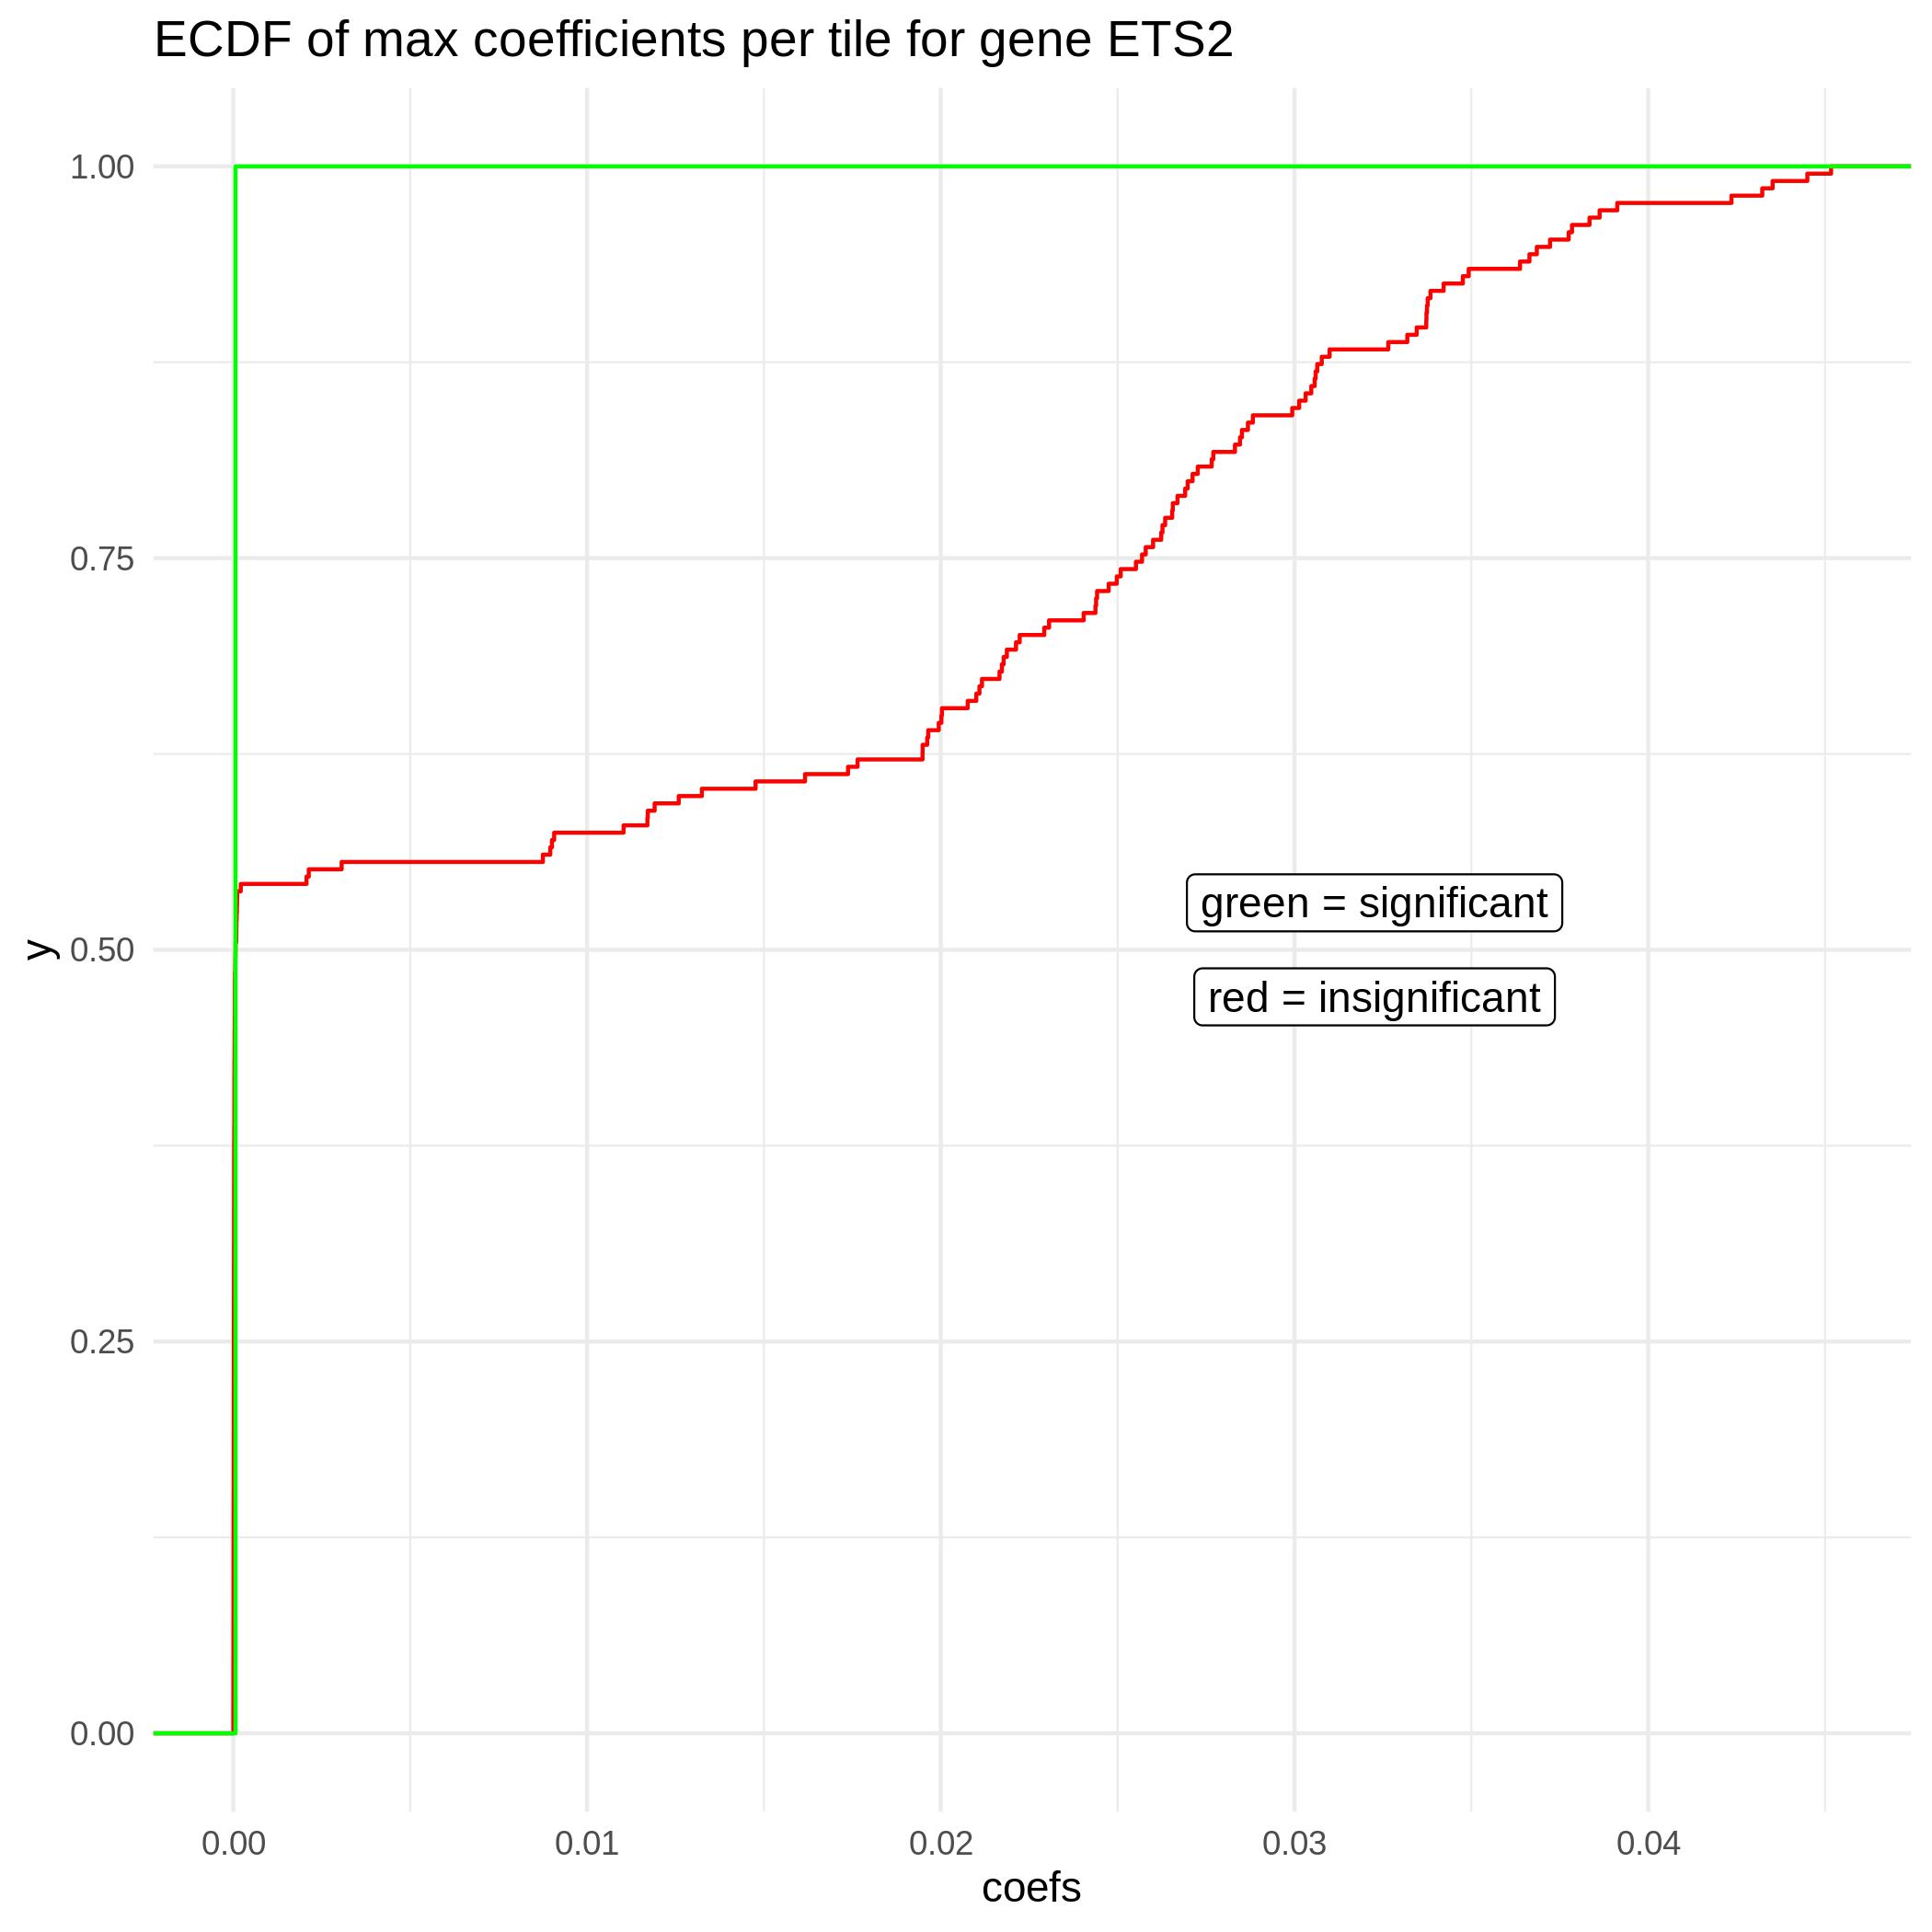 ECDF of max coefficients per tile for gene ETS2
1.00
0.75
0.50
0.25
0.00
y
green = significant
red = insignificant
0.00 0.01 0.02 0.03 0.04
coefs